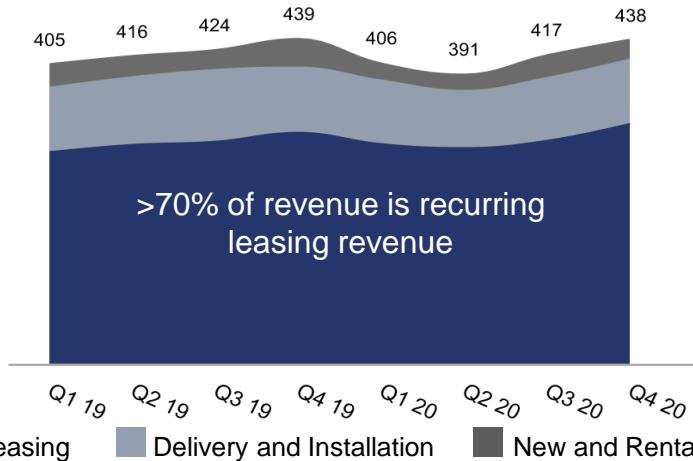 405 416 424 439 406 391 417 438
>70% of revenue is recurring
leasing revenue
Q1 19 Q2 19 Q3 19 Q4 19 Q1 20 Q2 20 Q3 20 Q4 20
easing Delivery and Installation New and Renta